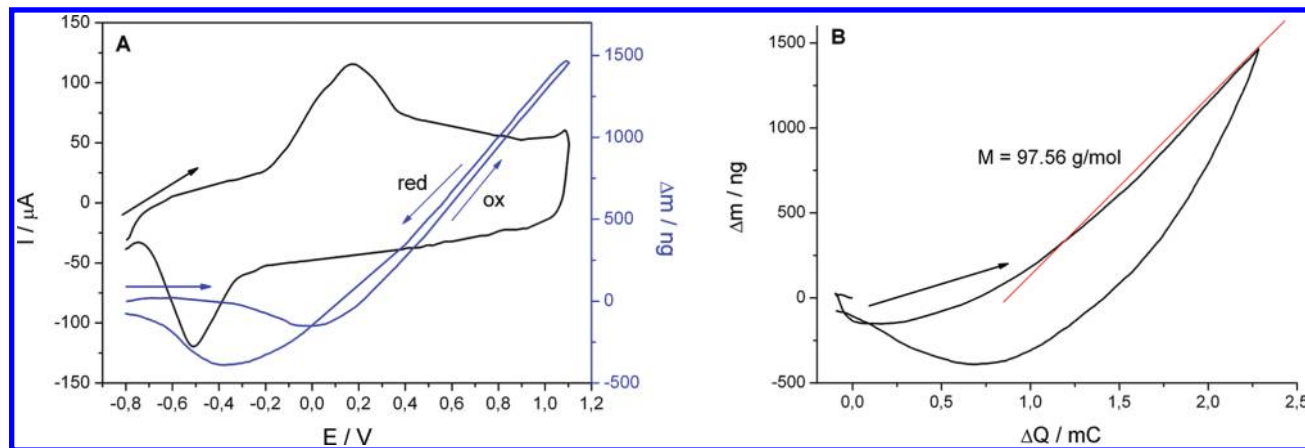 A
150
100
50
0
-50
-100
-150
I / μA
-0,8 -0,6 -0,4 -0,2 0,0 0,2 0,4 0,6 0,8 1,0 1,2
E / V
1500
1000
500
0
-500
Δm / ng
red
ox
B
1500
1000
500
0
-500
Δm / ng
M = 97.56 g/mol
0,0 0,5 1,0 1,5 2,0 2,5
ΔQ / mC